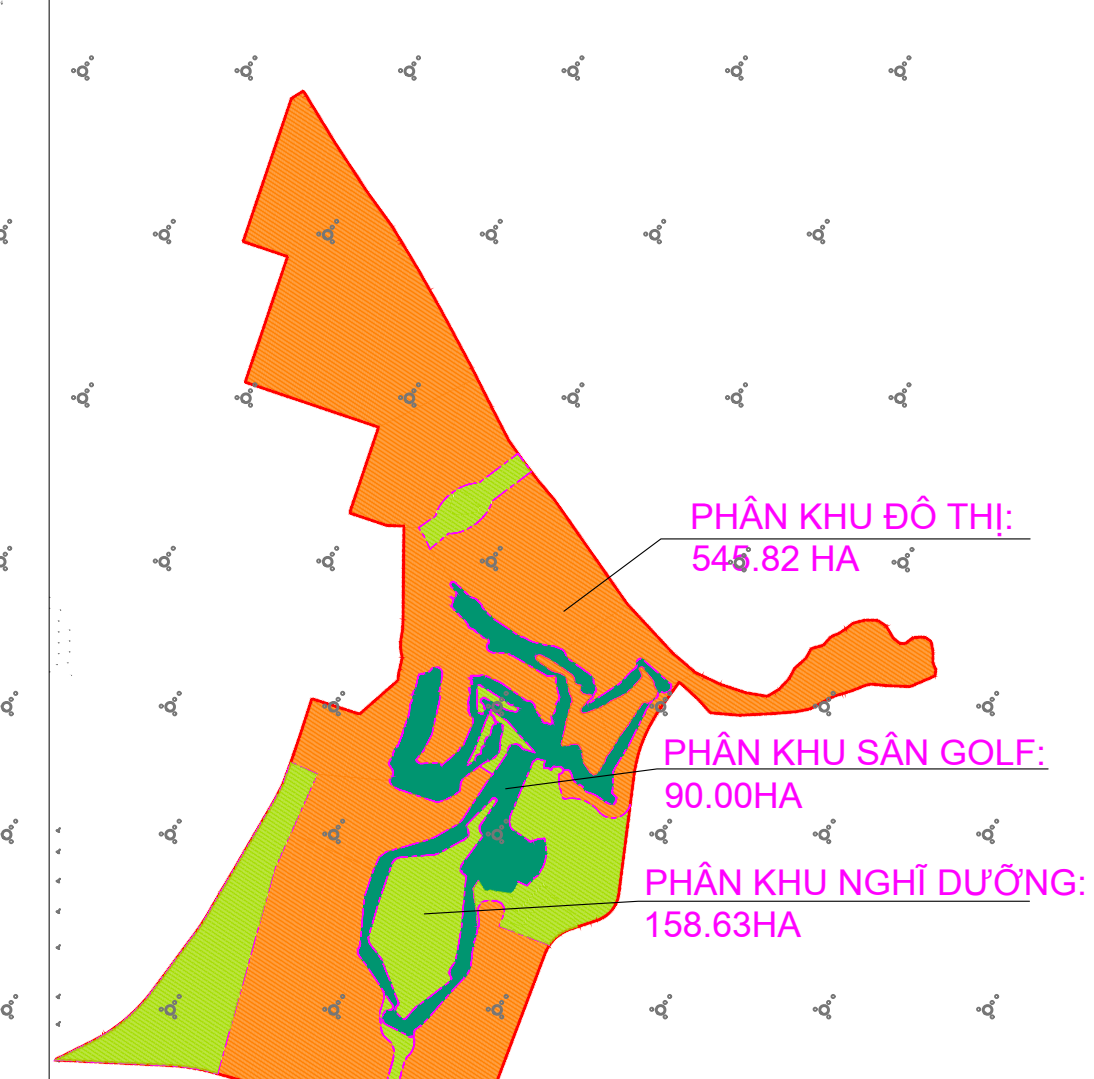 PHÂN KHU ĐÔ THỊ:
545.82 HA
PHÂN KHU SÂN GOLF:
90.00HA
PHÂN KHU NGHĨ DƯỠNG:
158.63HA